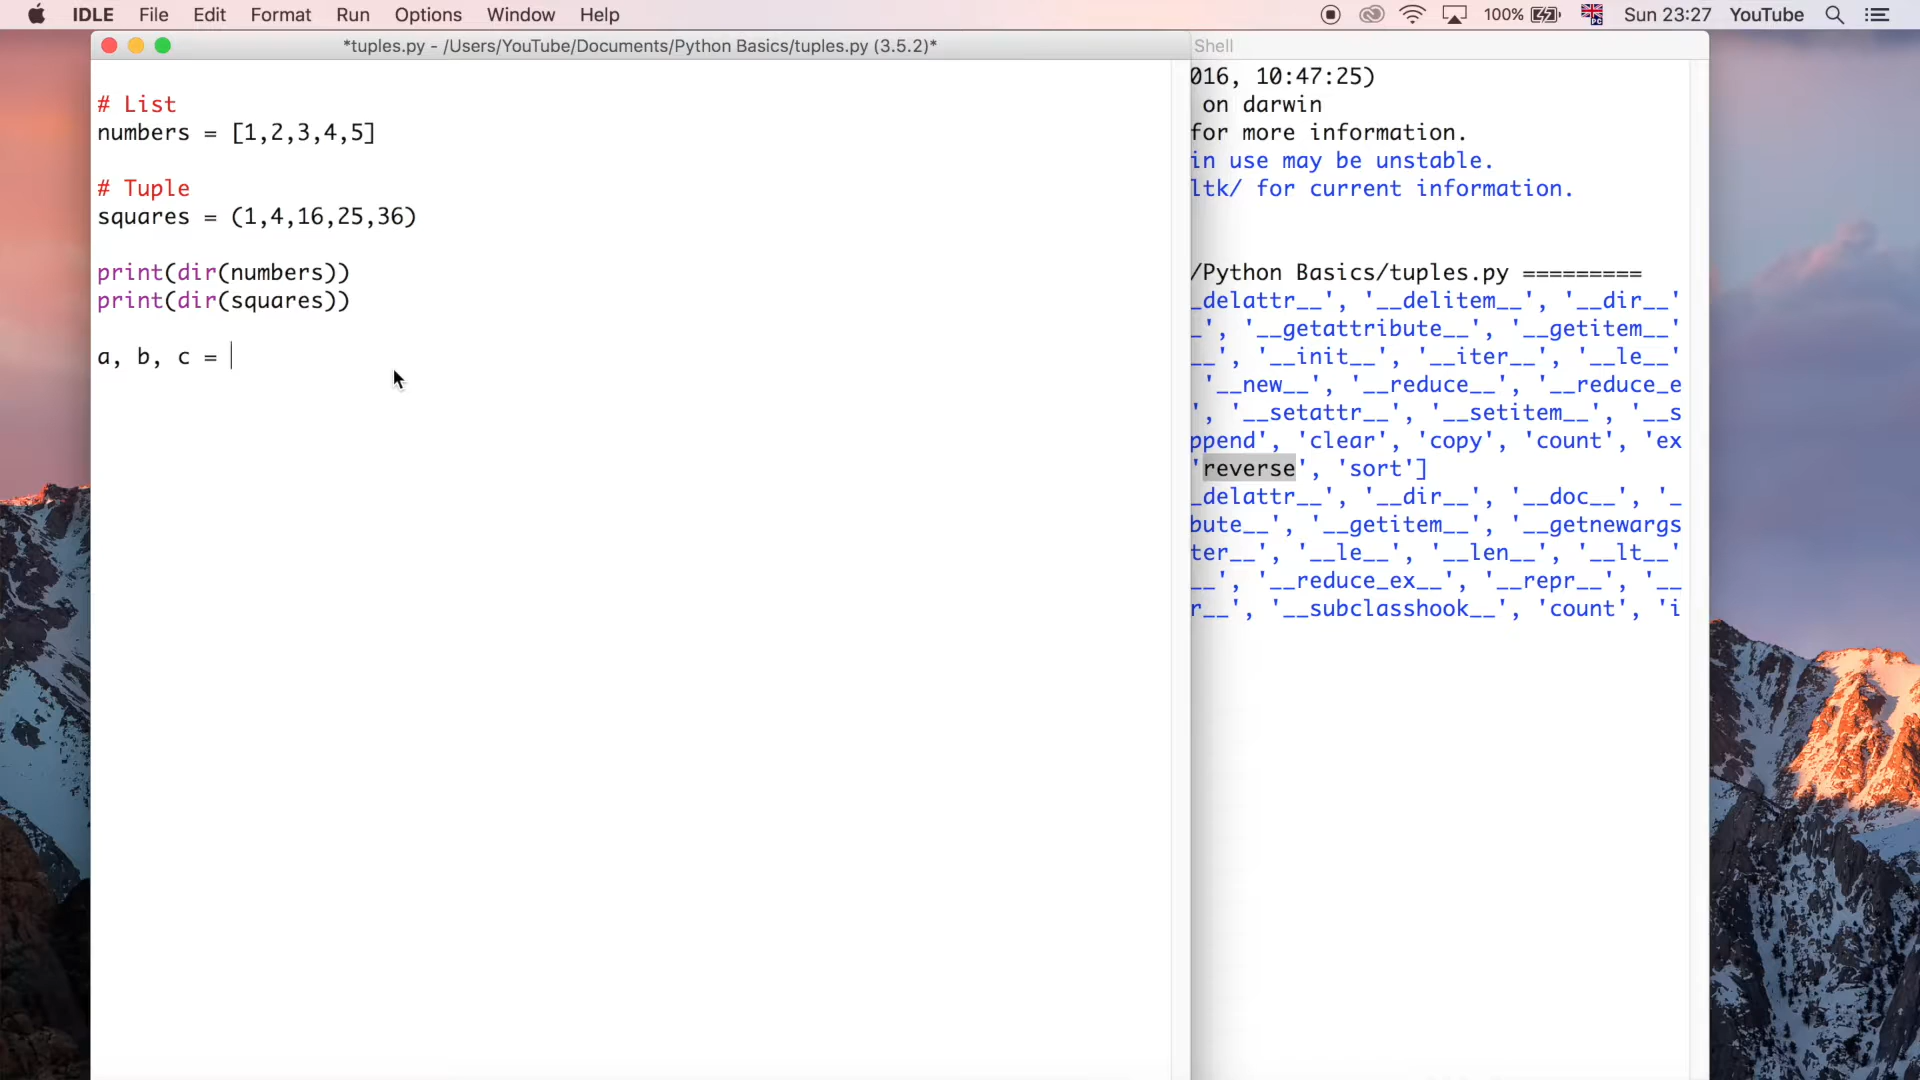 IDLE File Edit Format Run Options Window Help 100% Sun 23:27 YouTube
*tuples.py - /Users/YouTube/Documents/Python Basics/tuples.py (3.5.2)*
# List
numbers = [1,2,3,4,5]
# Tuple
squares = (1,4,16,25,36)
print(dir(numbers))
print(dir(squares))
a, b, c =
Shell
016, 10:47:25)
on darwin
for more information.
in use may be unstable.
ltk/ for current information.
/Python Basics/tuples.py =========
_delattr__', '__delitem__', '__dir__'
_', '__getattribute__', '__getitem__'
__', '__init__', '__iter__', '__le__'
'__new__', '__reduce__', '__reduce_e
', '__setattr__', '__setitem__', '__s
ppend', 'clear', 'copy', 'count', 'ex
'reverse', 'sort']
_delattr__', '__dir__', '__doc__', '_
bute__', '__getitem__', '__getnewargs
ter__', '__le__', '__len__', '__lt__'
__', '__reduce_ex__', '__repr__', '__
r__', '__subclasshook__', 'count', 'i